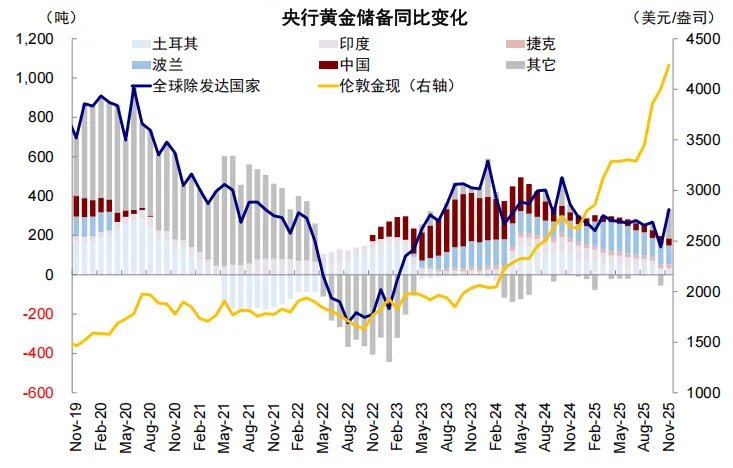 央行黄金储备同比变化
（吨）
（美元/盎司）
土耳其
印度
捷克
波兰
中国
其它
全球除发达国家
伦敦金现（右轴）
1,200
1,000
800
600
400
200
0
-200
-400
-600
4500
4000
3500
3000
2500
2000
1500
1000
Nov-19
Feb-20
May-20
Aug-20
Nov-20
Feb-21
May-21
Aug-21
Nov-21
Feb-22
May-22
Aug-22
Nov-22
Feb-23
May-23
Aug-23
Nov-23
Feb-24
May-24
Aug-24
Nov-24
Feb-25
May-25
Aug-25
Nov-25